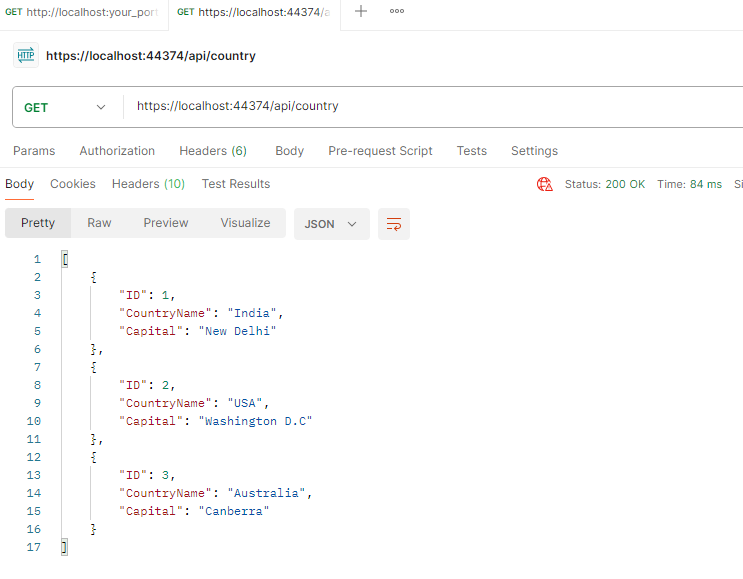 GET http://localhost:your_port
GET https://localhost:44374/a
HTTP https://localhost:44374/api/country
GET https://localhost:44374/api/country
Params Authorization Headers (6) Body Pre-request Script Tests Settings
Body Cookies Headers (10) Test Results Status: 200 OK Time: 84 ms Si
Pretty Raw Preview Visualize JSON
1 [
2 {
3 "ID": 1,
4 "CountryName": "India",
5 "Capital": "New Delhi"
6 },
7 {
8 "ID": 2,
9 "CountryName": "USA",
10 "Capital": "Washington D.C"
11 },
12 {
13 "ID": 3,
14 "CountryName": "Australia",
15 "Capital": "Canberra"
16 }
17 ]